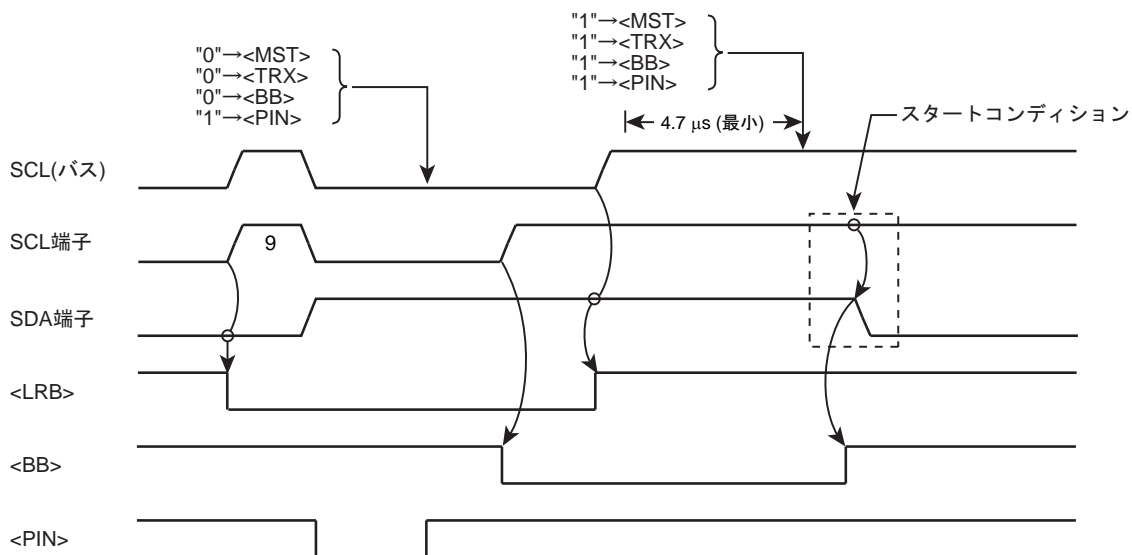 "0"→<MST>
"0"→<TRX>
"0"→<BB>
"1"→<PIN>
"1"→<MST>
"1"→<TRX>
"1"→<BB>
"1"→<PIN>
4.7 μs (最小)
スタートコンディション
SCL(バス)
SCL端子
9
SDA端子
<LRB>
<BB>
<PIN>